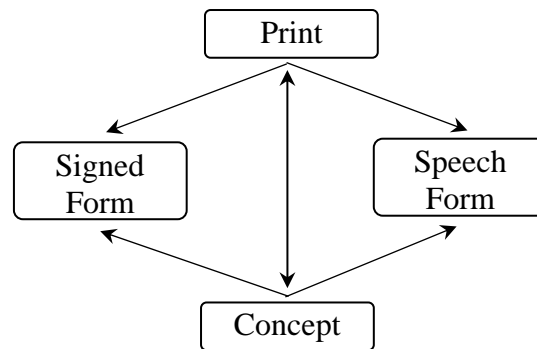 Print
Signed
Form
Speech
Form
Concept